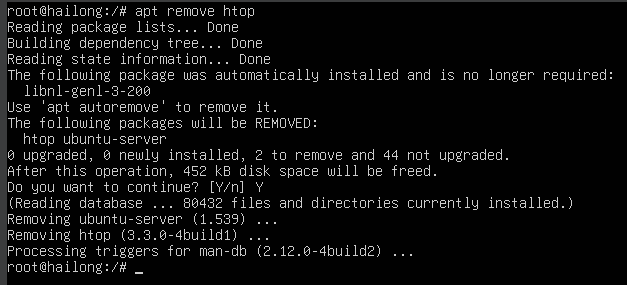 root@hailong:/# apt remove htop
Reading package lists... Done
Building dependency tree... Done
Reading state information... Done
The following package was automatically installed and is no longer required:
  libnl-genl-3-200
Use 'apt autoremove' to remove it.
The following packages will be REMOVED:
  htop ubuntu-server
0 upgraded, 0 newly installed, 2 to remove and 44 not upgraded.
After this operation, 452 kB disk space will be freed.
Do you want to continue? [Y/n] Y
(Reading database ... 80432 files and directories currently installed.)
Removing ubuntu-server (1.539) ...
Removing htop (3.3.0-4build1) ...
Processing triggers for man-db (2.12.0-4build2) ...
root@hailong:/# _